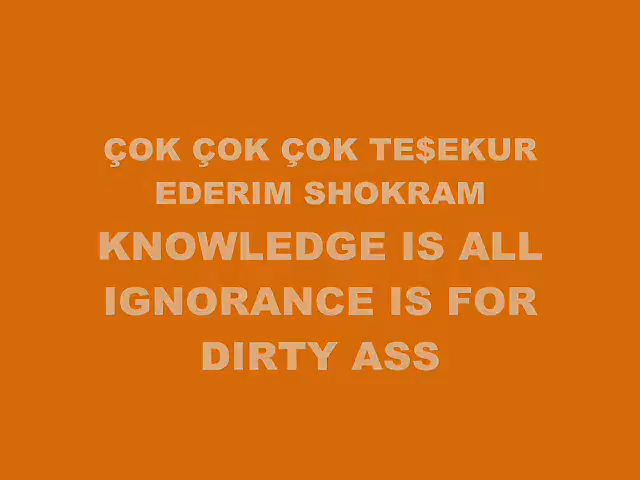 ÇOK ÇOK ÇOK TE$EKUR
EDERIM SHOKRAM
KNOWLEDGE IS ALL
IGNORANCE IS FOR
DIRTY ASS